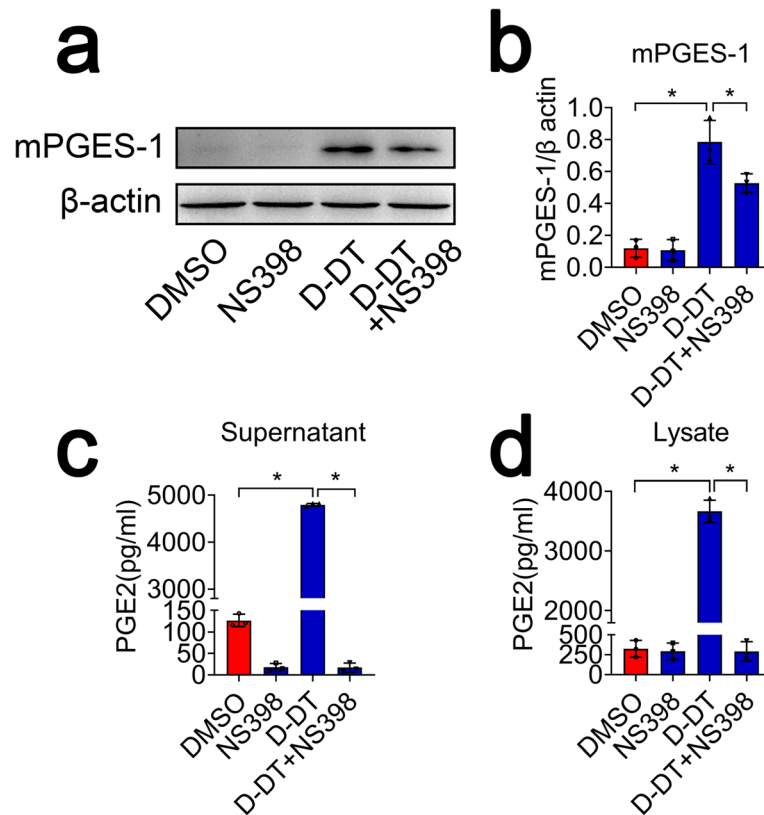 a
mPGES-1
β-actin
DMSO
NS398
D-DT
D-DT
+NS398
b
mPGES-1
mPGES-1/β actin
1.0
0.8
0.6
0.4
0.2
0.0
*
*
DMSO
NS398
D-DT
D-DT+NS398
c
Supernatant
PGE2(pg/ml)
5000
4000
3000
150
100
50
0
*
*
DMSO
NS398
D-DT
D-DT+NS398
d
Lysate
PGE2(pg/ml)
4000
3000
2000
500
250
0
*
*
DMSO
NS398
D-DT
D-DT+NS398